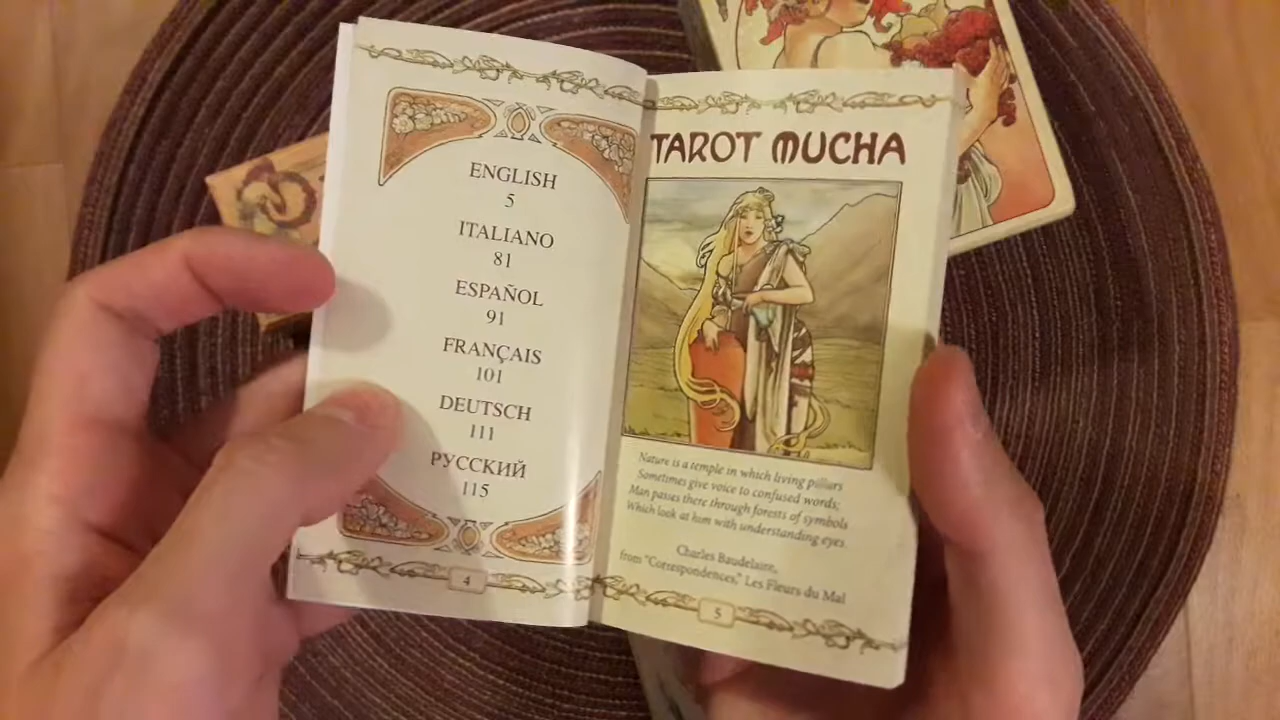 ENGLISH
5
ITALIANO
81
ESPAÑOL
91
FRANÇAIS
101
DEUTSCH
111
РУССКИЙ
115
4
TAROT MUCHA
Nature is a temple in which living pillars
Sometimes give voice to confused words;
Man passes there through forests of symbols
Which look at him with understanding eyes.
Charles Baudelaire,
from "Correspondences," Les Fleurs du Mal
5